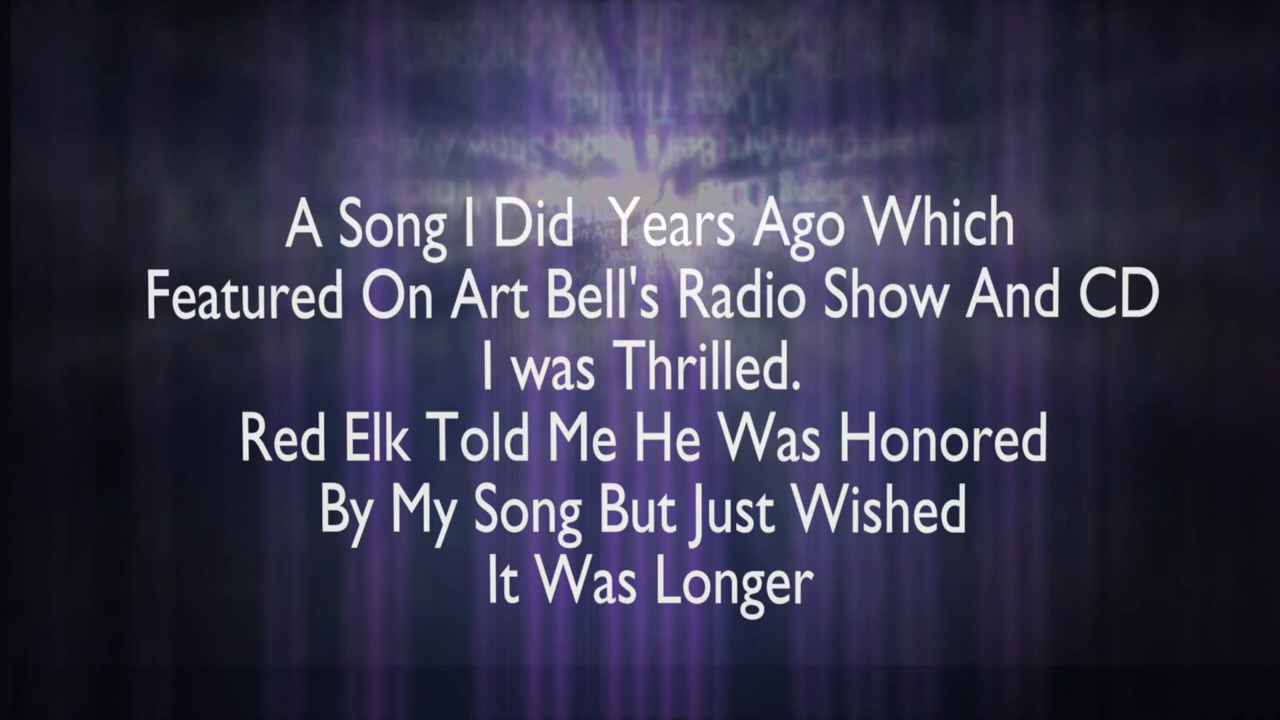 A Song I Did  Years Ago Which
Featured On Art Bell's Radio Show And CD
I was Thrilled.
Red Elk Told Me He Was Honored
By My Song But Just Wished
It Was Longer